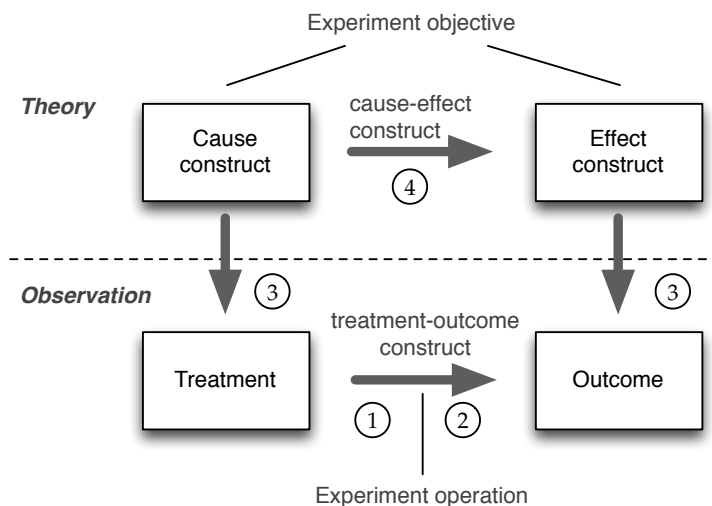 Experiment objective
Theory
cause-effect
construct
Cause
construct
Effect
construct
4
Observation
3
3
treatment-outcome
construct
Treatment
Outcome
1
2
Experiment operation